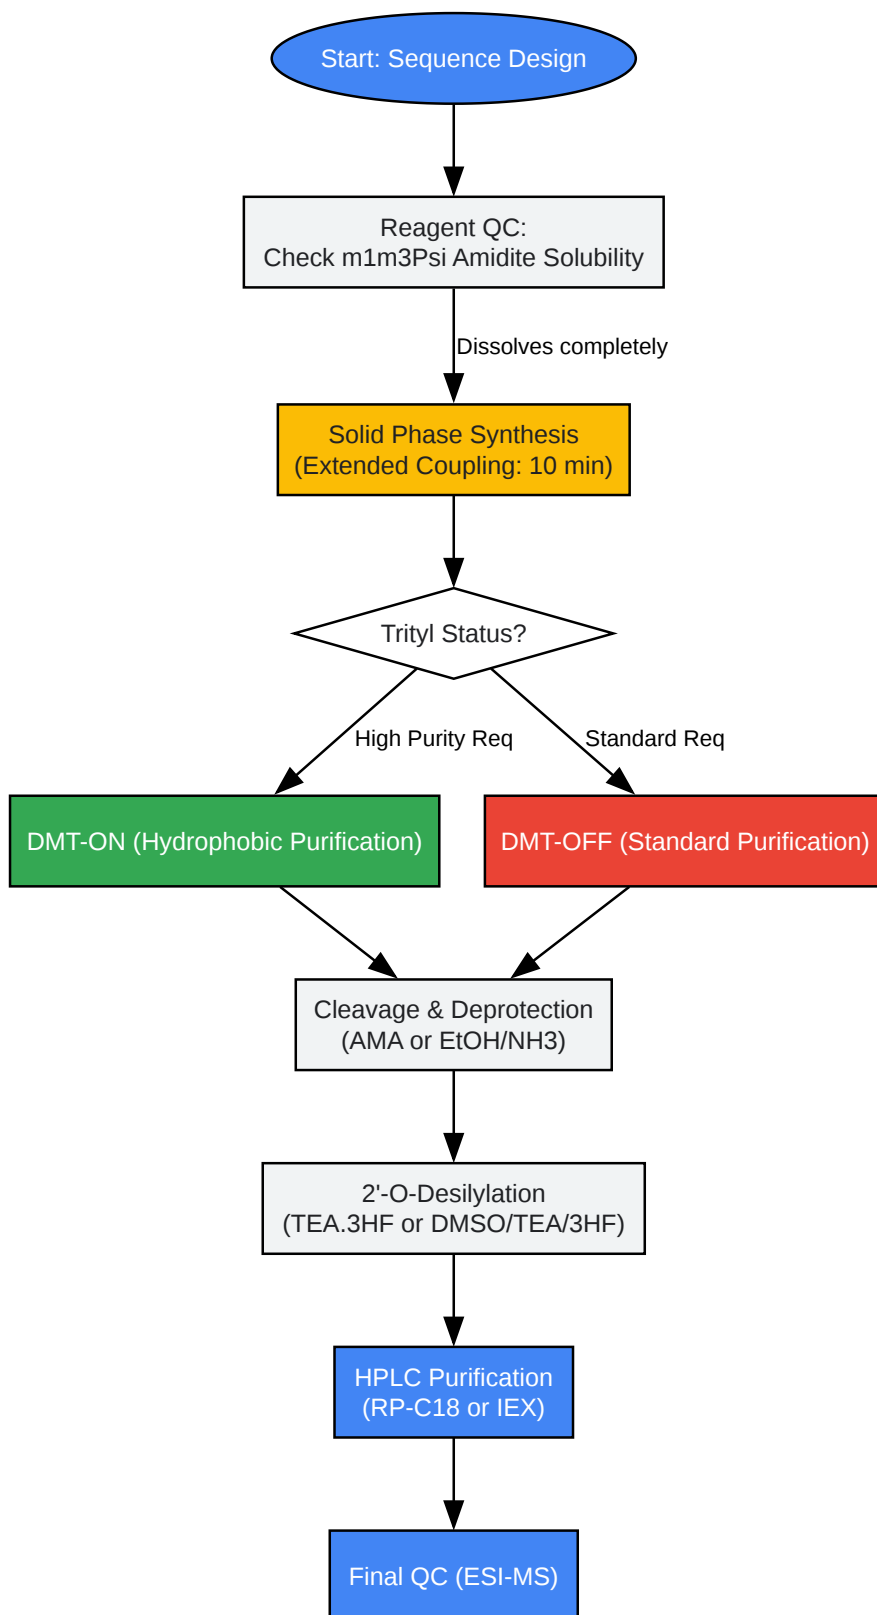 Start: Sequence Design
Reagent QC:
Check m1m3Psi Amidite Solubility
Dissolves completely
Solid Phase Synthesis
(Extended Coupling: 10 min)
Trityl Status?
High Purity Req
Standard Req
DMT-ON (Hydrophobic Purification)
DMT-OFF (Standard Purification)
Cleavage & Deprotection
(AMA or EtOH/NH3)
2'-O-Desilylation
(TEA.3HF or DMSO/TEA/3HF)
HPLC Purification
(RP-C18 or IEX)
Final QC (ESI-MS)